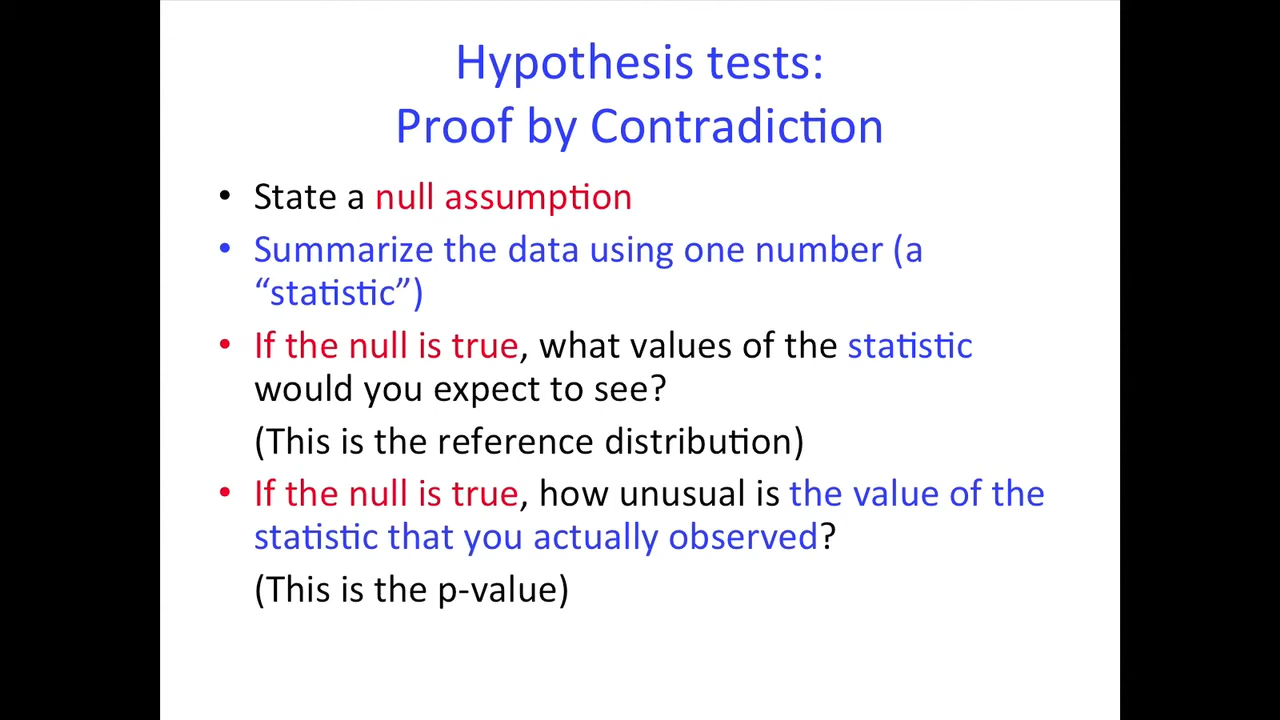 Hypothesis tests:
Proof by Contradiction
• State a null assumption
• Summarize the data using one number (a
“statistic”)
• If the null is true, what values of the statistic
would you expect to see?
(This is the reference distribution)
• If the null is true, how unusual is the value of the
statistic that you actually observed?
(This is the p-value)